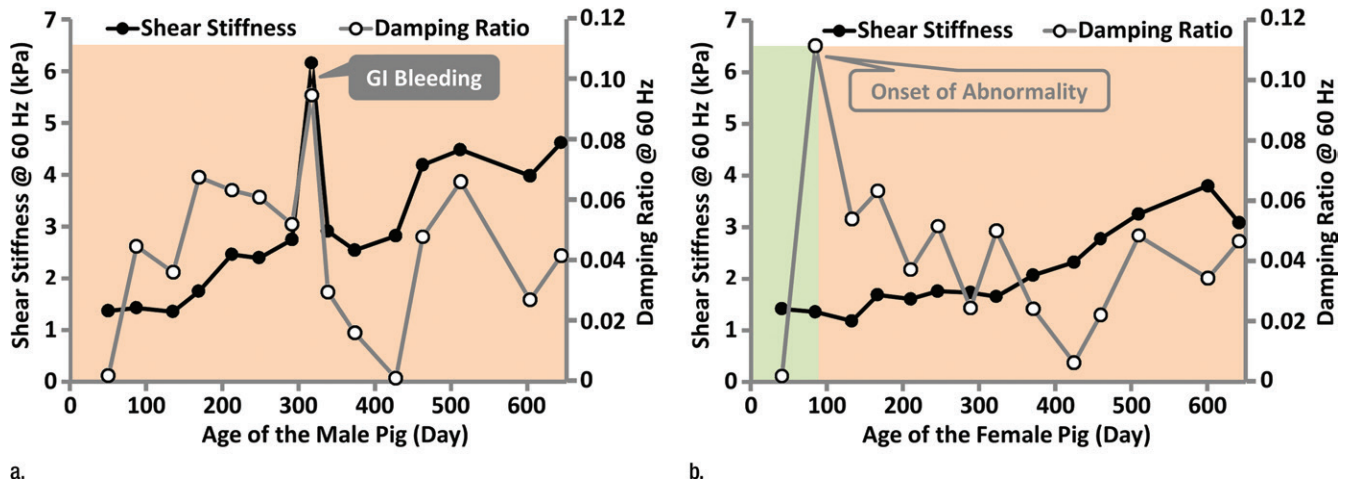 Shear Stiffness
Damping Ratio
7
6
5
4
3
2
1
0
Shear Stiffness @ 60 Hz (kPa)
GI Bleeding
0.12
0.10
0.08
0.06
0.04
0.02
0
Damping Ratio @ 60 Hz
0 100 200 300 400 500 600
Age of the Male Pig (Day)
a.
Shear Stiffness
Damping Ratio
7
6
5
4
3
2
1
0
Shear Stiffness @ 60 Hz (kPa)
Onset of Abnormality
0.12
0.10
0.08
0.06
0.04
0.02
0
Damping Ratio @ 60 Hz
0 100 200 300 400 500 600
Age of the Female Pig (Day)
b.